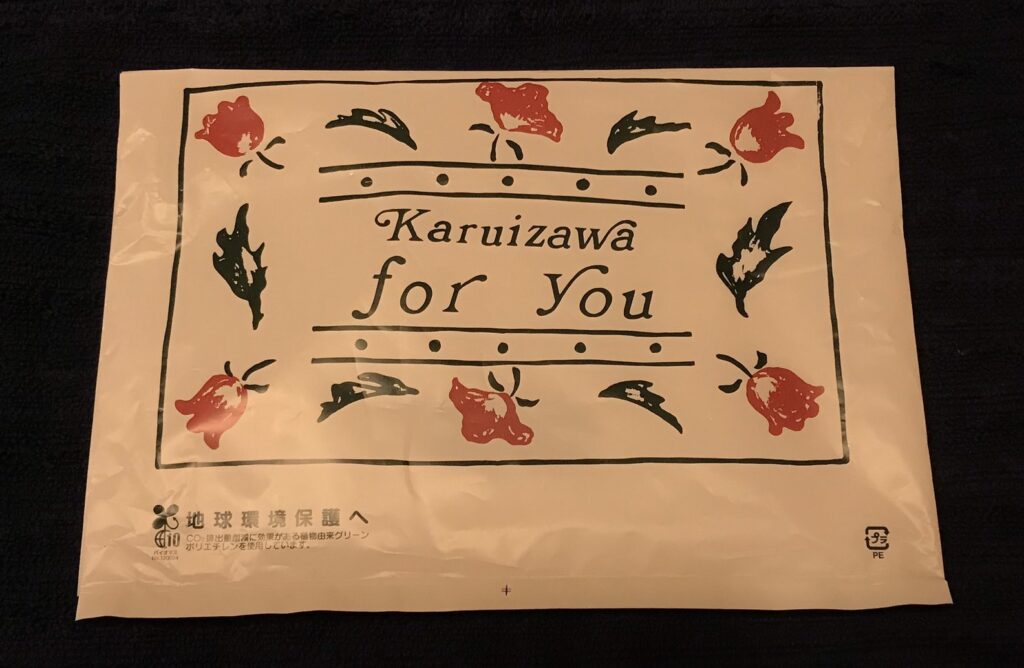 Karuizawa
for you
地球環境保護へ
CO₂排出量削減に効果がある植物由来グリーン
ポリエチレンを使用しています。
10
バイオマス
プラ
PE